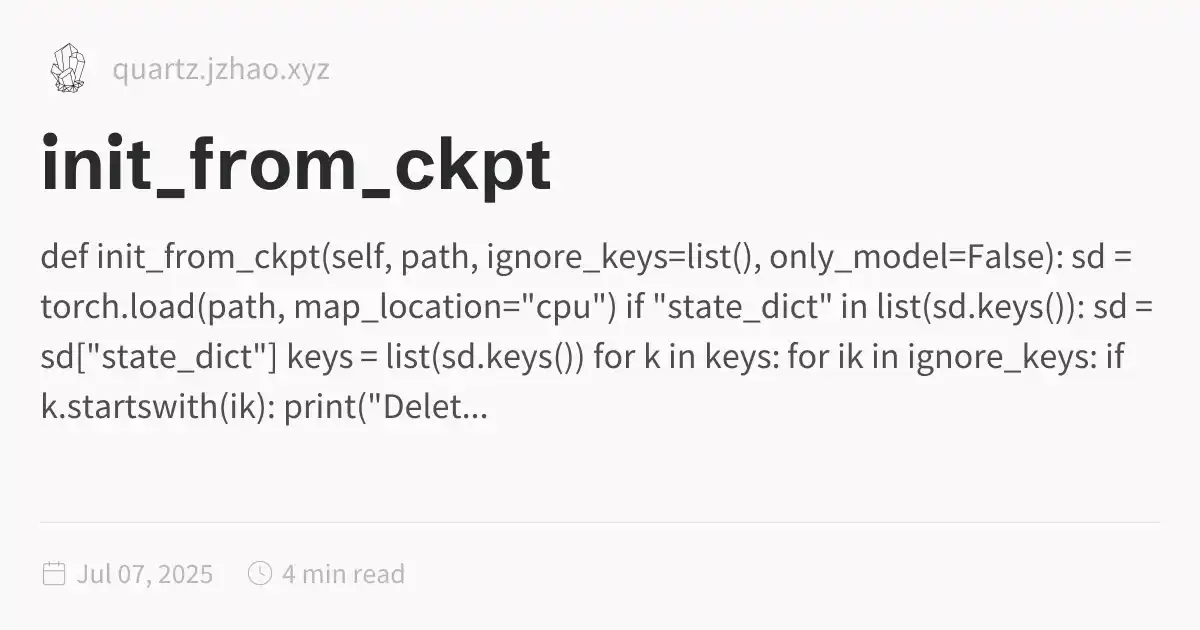 quartz.jzhao.xyz
init_from_ckpt
def init_from_ckpt(self, path, ignore_keys=list(), only_model=False): sd =
torch.load(path, map_location="cpu") if "state_dict" in list(sd.keys()): sd =
sd["state_dict"] keys = list(sd.keys()) for k in keys: for ik in ignore_keys: if
k.startswith(ik): print("Delet...
Jul 07, 2025 4 min read